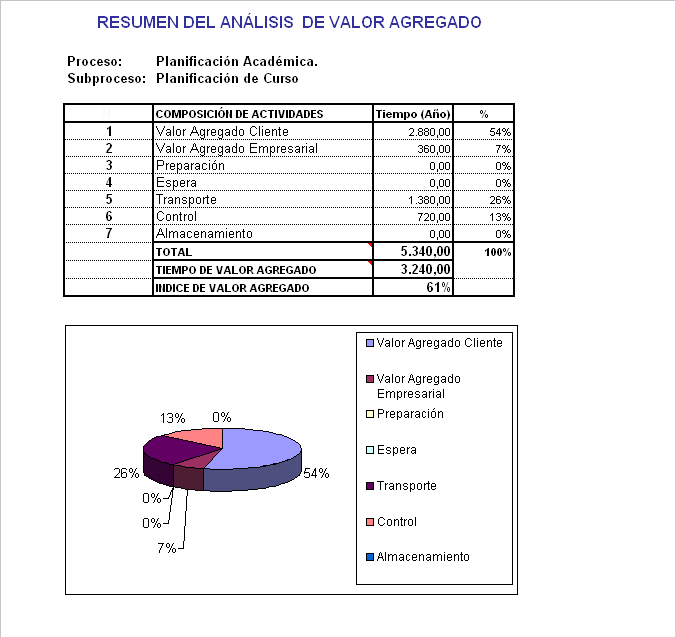 RESUMEN DEL ANÁLISIS DE VALOR AGREGADO
Proceso: Planificación Académica.
Subproceso: Planificación de Curso
COMPOSICIÓN DE ACTIVIDADES Tiempo (Año) %
1 Valor Agregado Cliente 2.880,00 54%
2 Valor Agregado Empresarial 360,00 7%
3 Preparación 0,00 0%
4 Espera 0,00 0%
5 Transporte 1.380,00 26%
6 Control 720,00 13%
7 Almacenamiento 0,00 0%
TOTAL 5.340,00 100%
TIEMPO DE VALOR AGREGADO 3.240,00
INDICE DE VALOR AGREGADO 61%
13% 0%
26% 54%
0%
0%
7%
Valor Agregado Cliente
Valor Agregado
Empresarial
Preparación
Espera
Transporte
Control
Almacenamiento